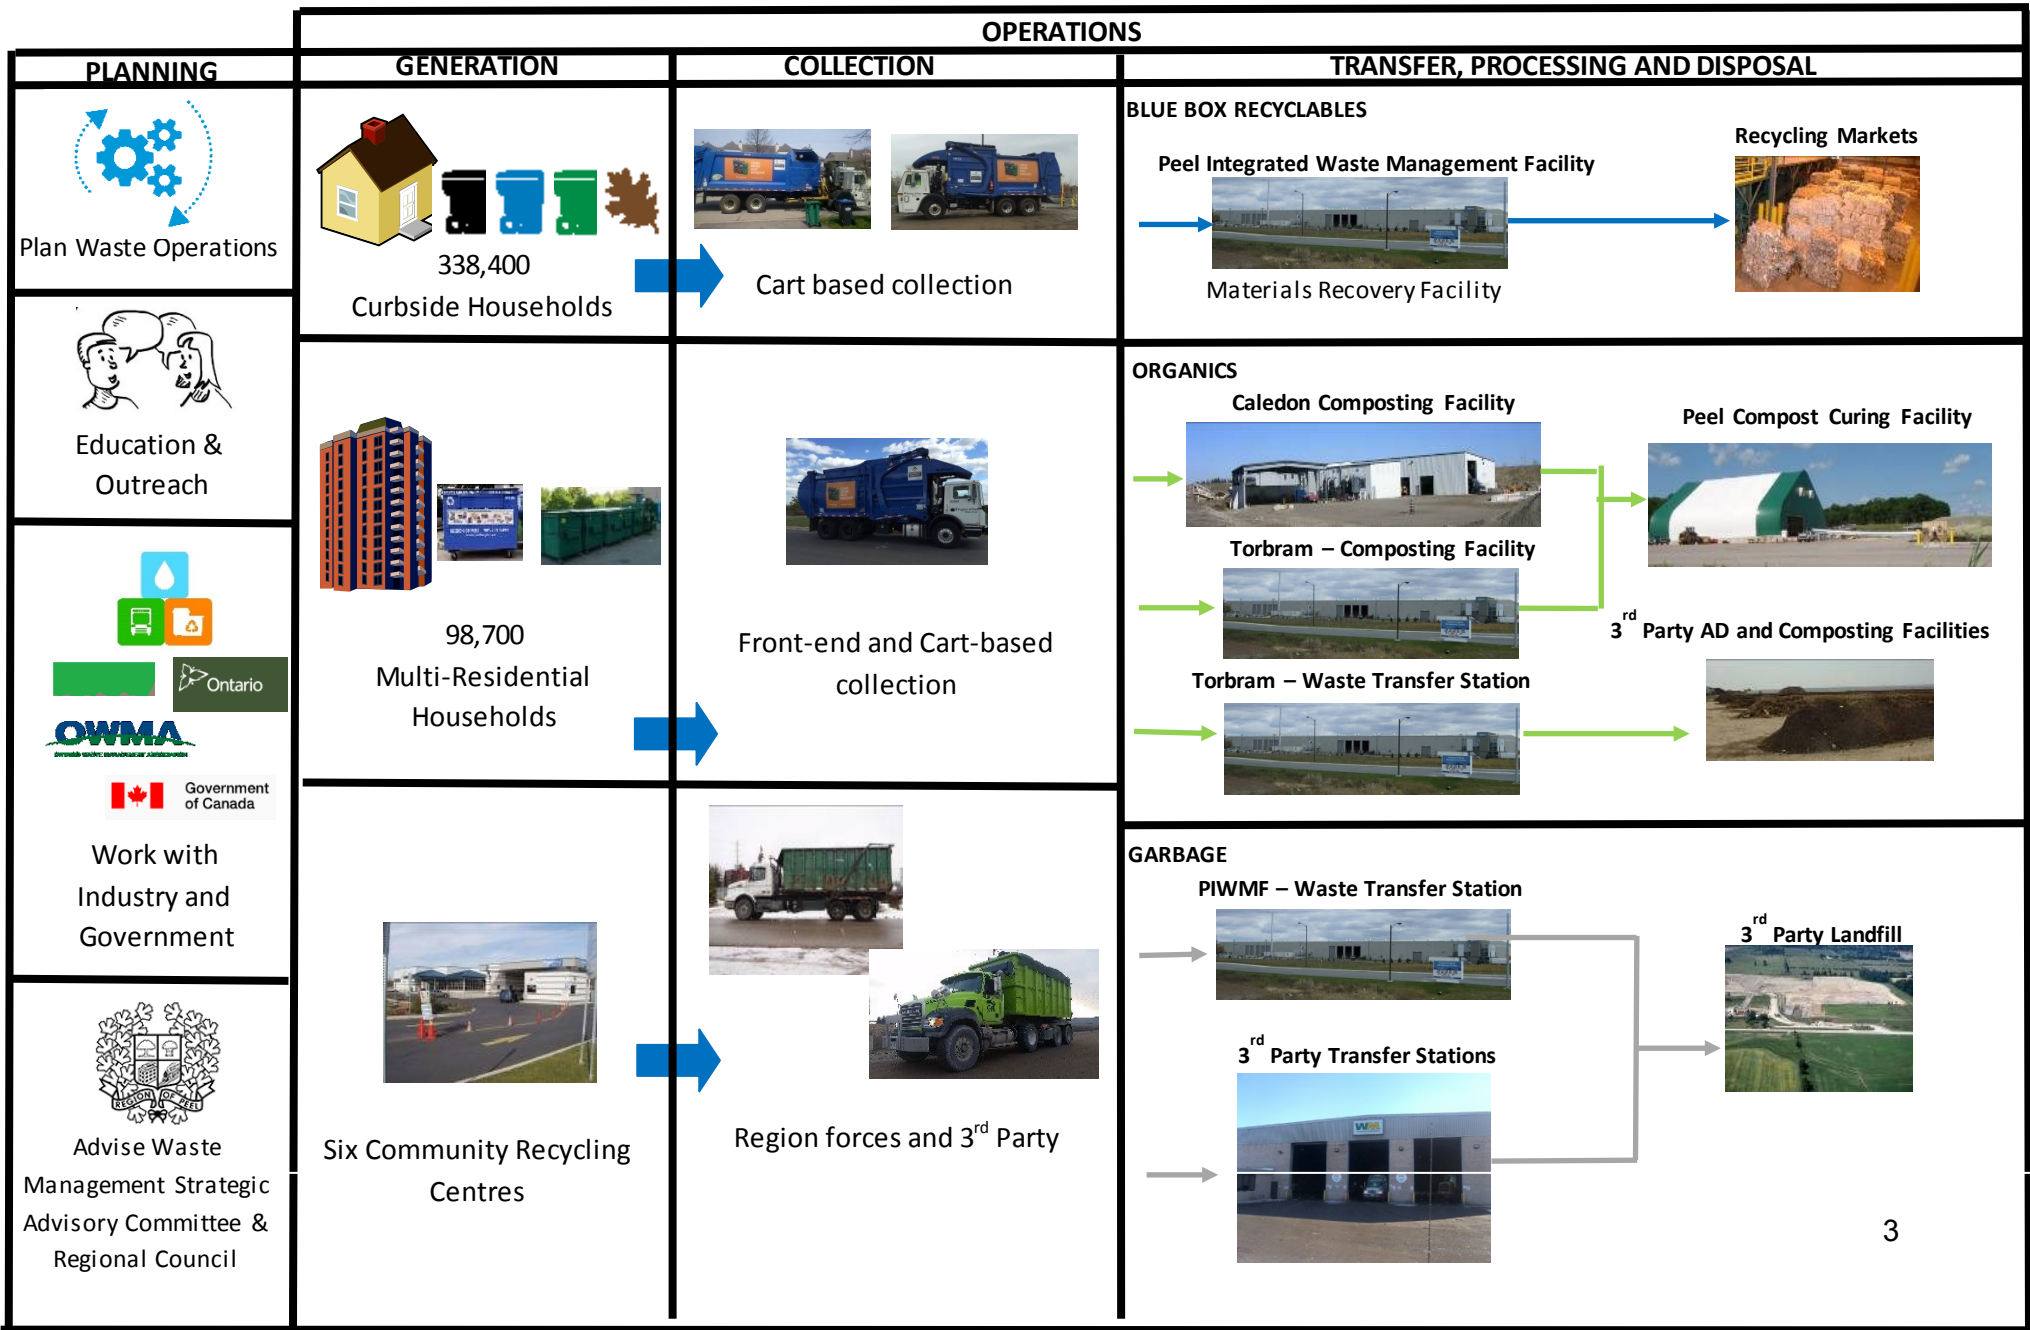 OPERATIONS
PLANNING
GENERATION
COLLECTION
TRANSFER, PROCESSING AND DISPOSAL
Plan Waste Operations
Education &
Outreach
Ontario
OWMA
Government
of Canada
Work with
Industry and
Government
REGION OF PEEL
Advise Waste
Management Strategic
Advisory Committee &
Regional Council
338,400
Curbside Households
98,700
Multi-Residential
Households
Six Community Recycling
Centres
Cart based collection
Front-end and Cart-based
collection
Region forces and 3rd Party
BLUE BOX RECYCLABLES
Peel Integrated Waste Management Facility
Materials Recovery Facility
Recycling Markets
ORGANICS
Caledon Composting Facility
Peel Compost Curing Facility
Torbram – Composting Facility
3rd Party AD and Composting Facilities
Torbram – Waste Transfer Station
GARBAGE
PIWMF – Waste Transfer Station
3rd Party Landfill
3rd Party Transfer Stations
WM
3